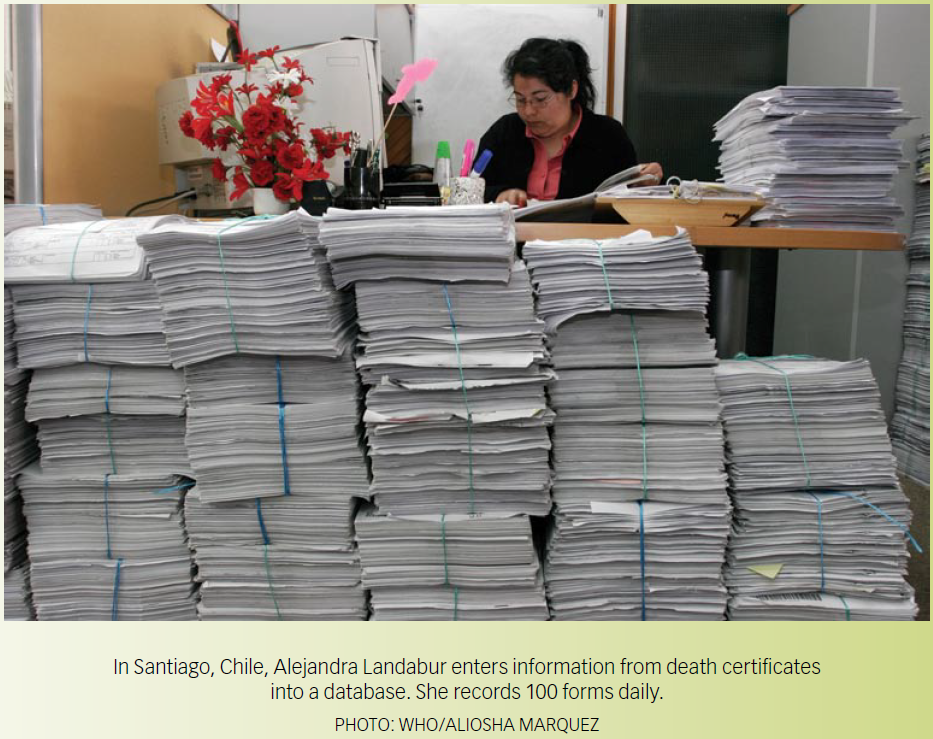 In Santiago, Chile, Alejandra Landabur enters information from death certificates
into a database. She records 100 forms daily.
PHOTO: WHO/ALIOSHA MARQUEZ